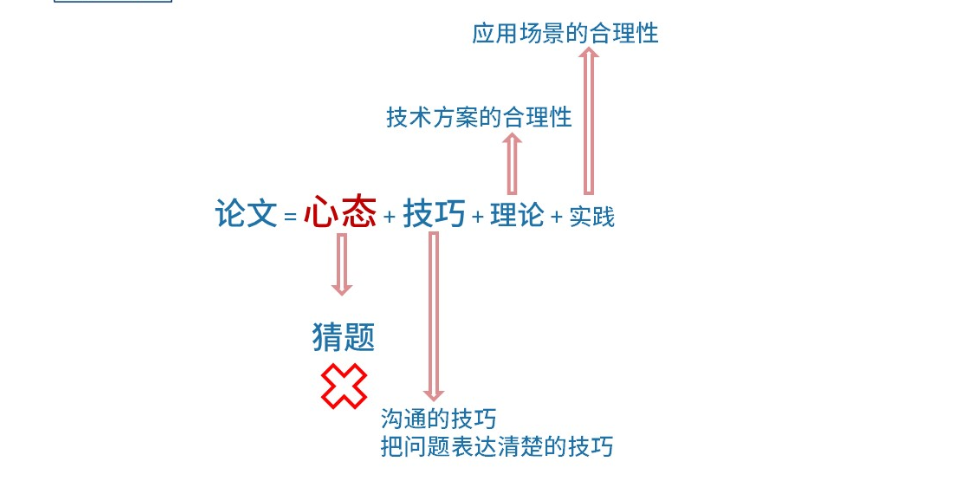 应用场景的合理性
技术方案的合理性
论文 = 心态 + 技巧 + 理论 + 实践
猜题
沟通的技巧
把问题表达清楚的技巧